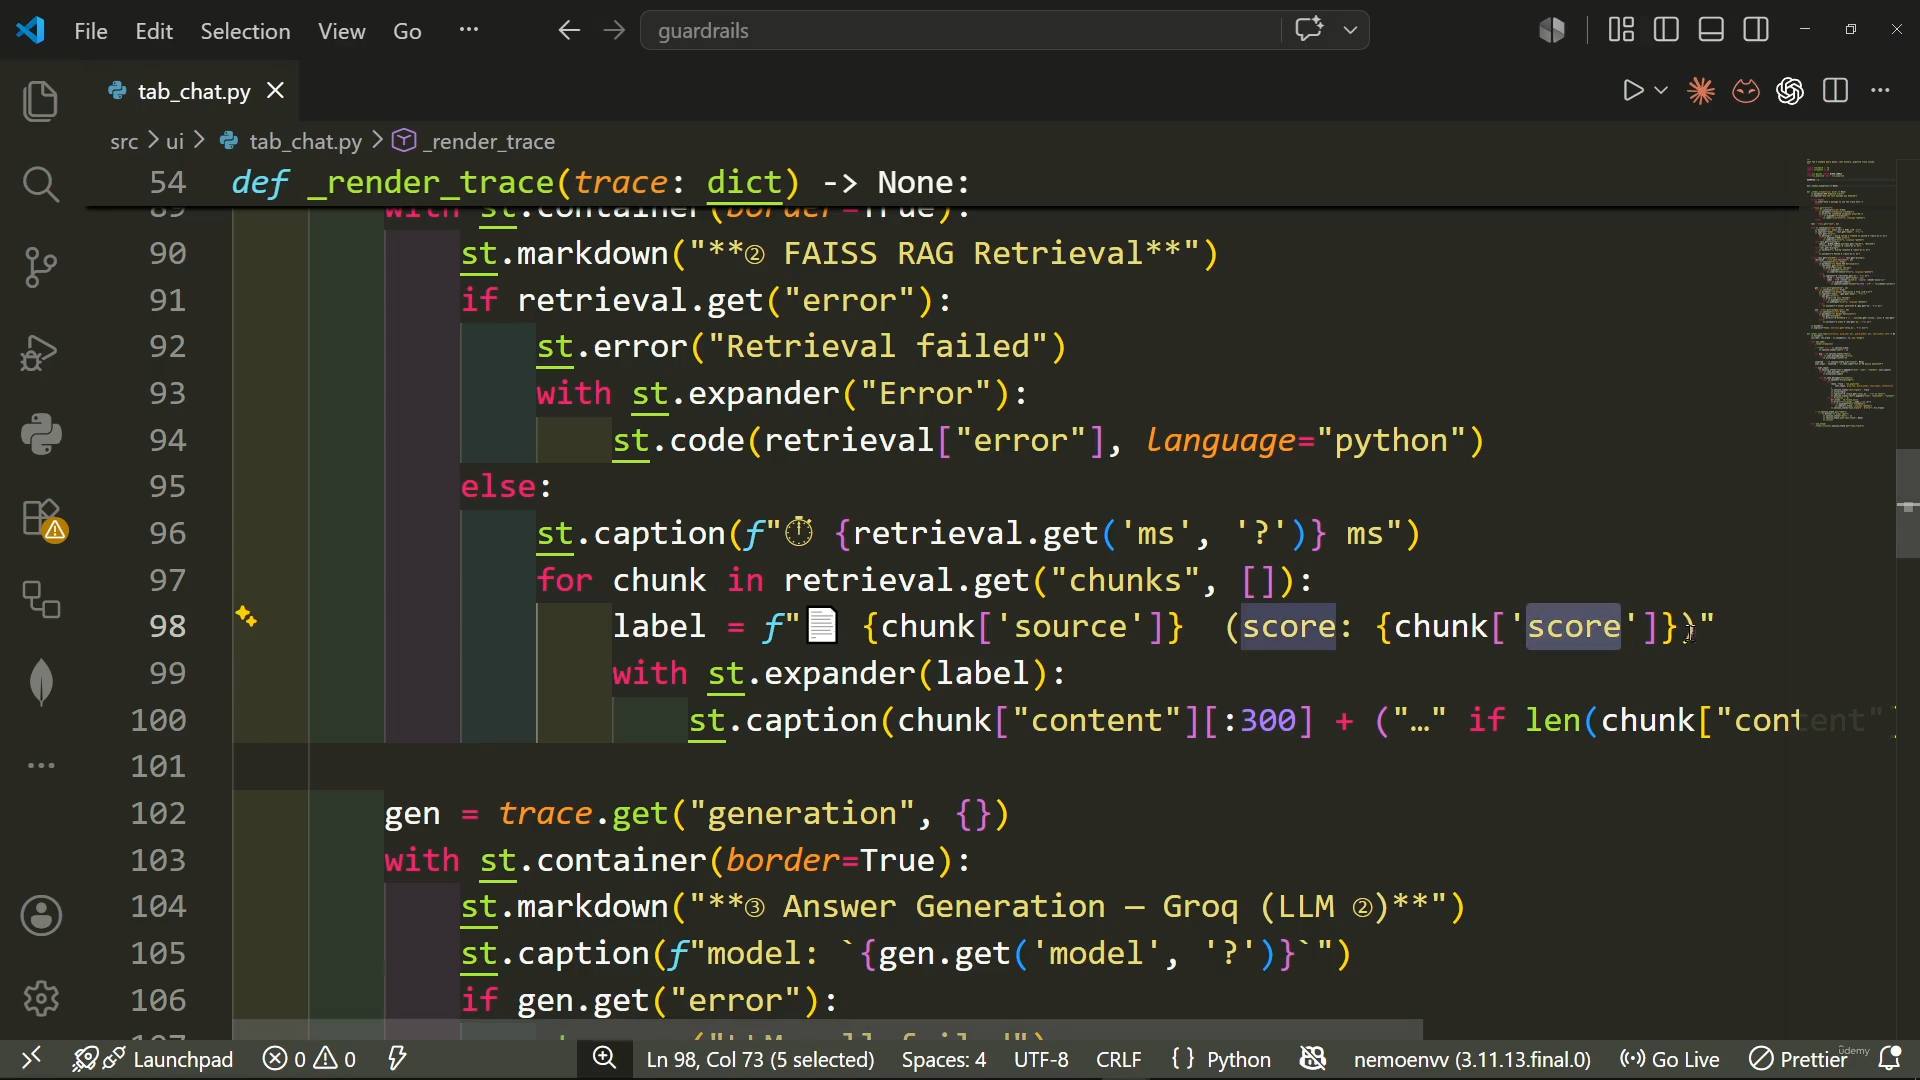 File Edit Selection View Go ··· guardrails
tab_chat.py
src > ui > tab_chat.py > _render_trace
54 def _render_trace(trace: dict) -> None:
89 with st.container(border=True):
90 st.markdown("**② FAISS RAG Retrieval**")
91 if retrieval.get("error"):
92 st.error("Retrieval failed")
93 with st.expander("Error"):
94 st.code(retrieval["error"], language="python")
95 else:
96 st.caption(f"⏱ {retrieval.get('ms', '?')} ms")
97 for chunk in retrieval.get("chunks", []):
98 label = f"📄 {chunk['source']}  (score: {chunk['score']})"
99 with st.expander(label):
100 st.caption(chunk["content"][:300] + ("…" if len(chunk["content"]
101
102 gen = trace.get("generation", {})
103 with st.container(border=True):
104 st.markdown("**③ Answer Generation — Groq (LLM ②)**")
105 st.caption(f"model: `{gen.get('model', '?')}`")
106 if gen.get("error"):
Launchpad 0 0 Ln 98, Col 73 (5 selected) Spaces: 4 UTF-8 CRLF { } Python nemoenvv (3.11.13.final.0) Go Live Prettier
udemy